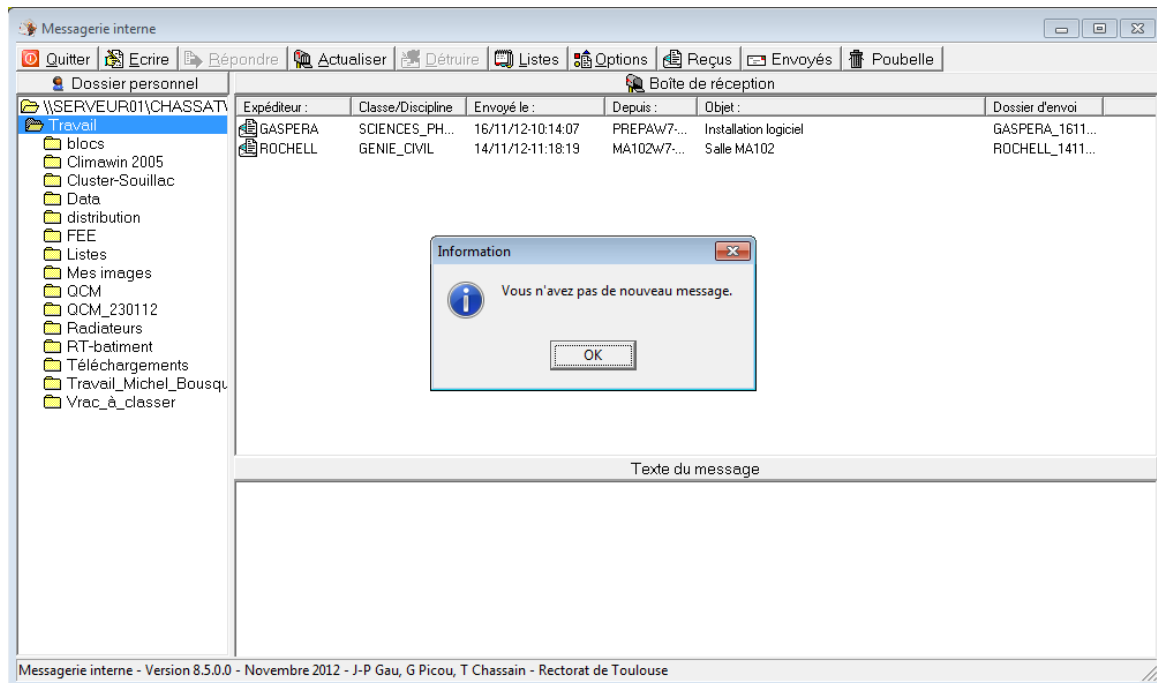 Messagerie interne
Quitter Ecrire Répondre Actualiser Détruire Listes Options Reçus Envoyés Poubelle
Dossier personnel
Boîte de réception
\\SERVEUR01\CHASSAT\
Travail
blocs
Climawin 2005
Cluster-Souillac
Data
distribution
FEE
Listes
Mes images
QCM
QCM_230112
Radiateurs
RT-batiment
Téléchargements
Travail_Michel_Bousqu
Vrac_à_classer
Expéditeur : Classe/Discipline Envoyé le : Depuis : Objet : Dossier d'envoi
GASPERA SCIENCES_PH... 16/11/12-10:14:07 PREPAW7-... Installation logiciel GASPERA_1611...
ROCHELL GENIE_CIVIL 14/11/12-11:18:19 MA102W7-... Salle MA102 ROCHELL_1411...
Information
Vous n'avez pas de nouveau message.
OK
Texte du message
Messagerie interne - Version 8.5.0.0 - Novembre 2012 - J-P Gau, G Picou, T Chassain - Rectorat de Toulouse